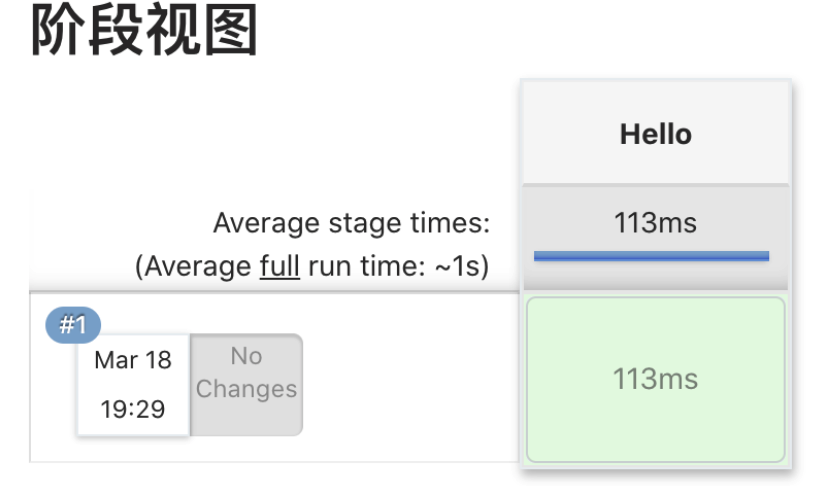 阶段视图
Hello
Average stage times:
113ms
(Average full run time: ~1s)
#1
Mar 18
No
Changes
19:29
113ms